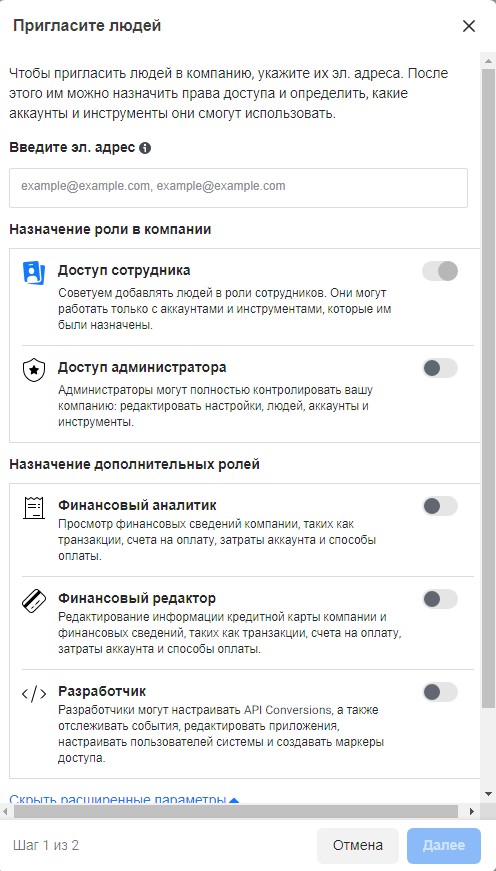 Пригласите людей
Чтобы пригласить людей в компанию, укажите их эл. адреса. После
этого им можно назначить права доступа и определить, какие
аккаунты и инструменты они смогут использовать.
Введите эл. адрес
example@example.com, example@example.com
Назначение роли в компании
Доступ сотрудника
Советуем добавлять людей в роли сотрудников. Они могут
работать только с аккаунтами и инструментами, которые им
были назначены.
Доступ администратора
Администраторы могут полностью контролировать вашу
компанию: редактировать настройки, людей, аккаунты и
инструменты.
Назначение дополнительных ролей
Финансовый аналитик
Просмотр финансовых сведений компании, таких как
транзакции, счета на оплату, затраты аккаунта и способы
оплаты.
Финансовый редактор
Редактирование информации кредитной карты компании и
финансовых сведений, таких как транзакции, счета на оплату,
затраты аккаунта и способы оплаты.
Разработчик
Разработчики могут настраивать API Conversions, а также
отслеживать события, редактировать приложения,
настраивать пользователей системы и создавать маркеры
доступа.
Скрыть расширенные параметры
Шаг 1 из 2
Отмена
Далее